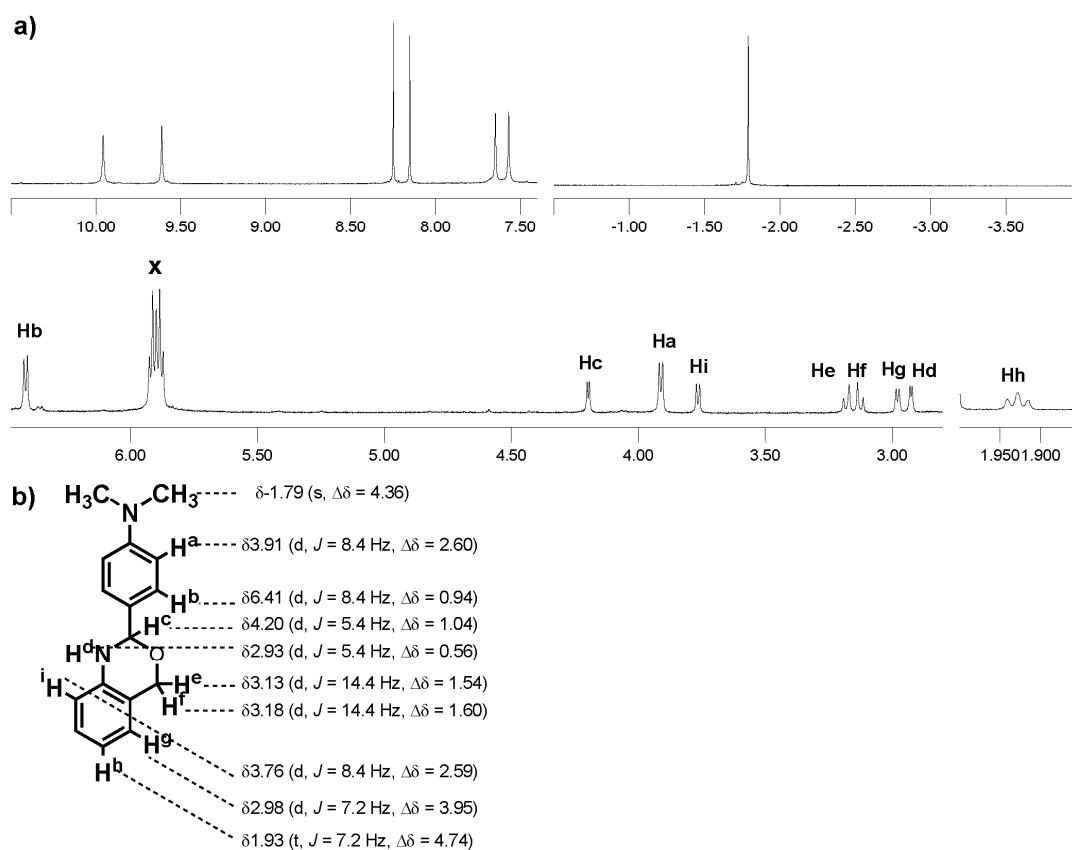 a)
10.00 9.50 9.00 8.50 8.00 7.50
-1.00 -1.50 -2.00 -2.50 -3.00 -3.50
x
Hb
Hc Ha Hi He Hf Hg Hd Hh
6.00 5.50 5.00 4.50 4.00 3.50 3.00
1.950 1.900
b)
H₃C CH₃ δ-1.79 (s, Δδ = 4.36)
N
Hᵃ δ3.91 (d, J = 8.4 Hz, Δδ = 2.60)
Hᵇ δ6.41 (d, J = 8.4 Hz, Δδ = 0.94)
Hᶜ δ4.20 (d, J = 5.4 Hz, Δδ = 1.04)
Hᵈ N O δ2.93 (d, J = 5.4 Hz, Δδ = 0.56)
Hᵉ δ3.13 (d, J = 14.4 Hz, Δδ = 1.54)
Hⁱ
Hᶠ δ3.18 (d, J = 14.4 Hz, Δδ = 1.60)
Hᵍ
Hᵇ δ3.76 (d, J = 8.4 Hz, Δδ = 2.59)
δ2.98 (d, J = 7.2 Hz, Δδ = 3.95)
δ1.93 (t, J = 7.2 Hz, Δδ = 4.74)